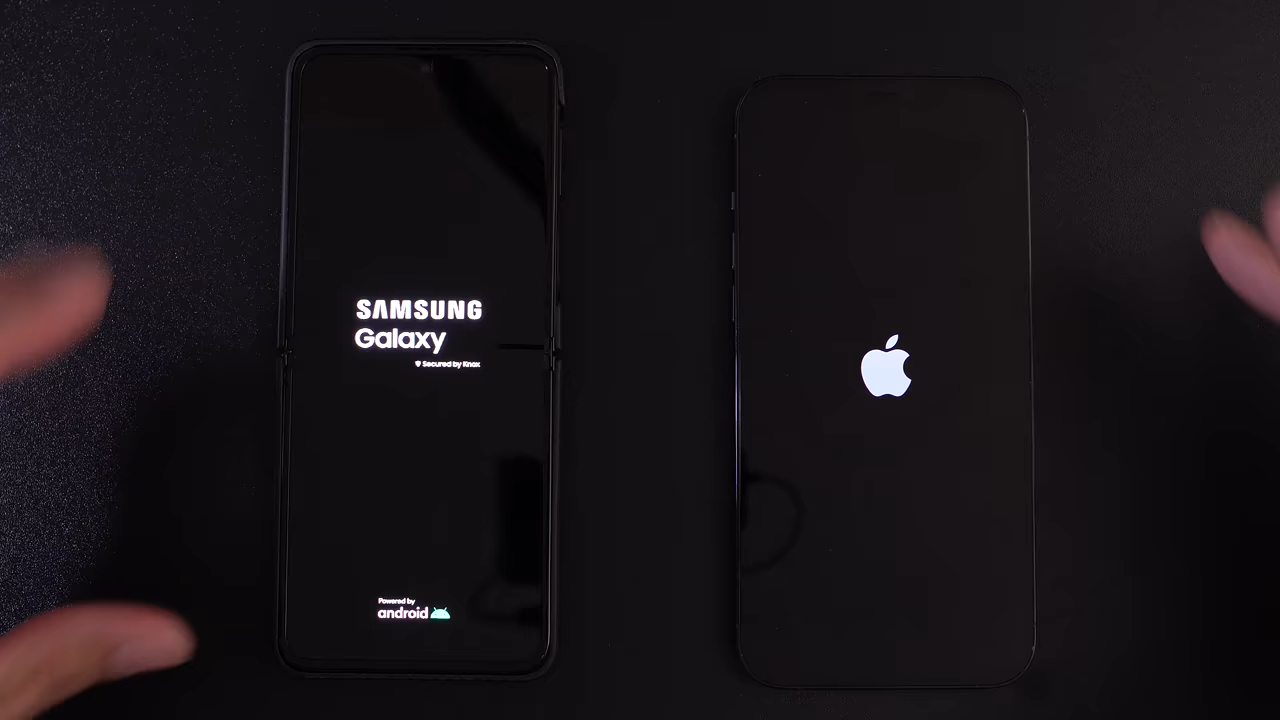 SAMSUNG
Galaxy
Secured by Knox
Powered by
android